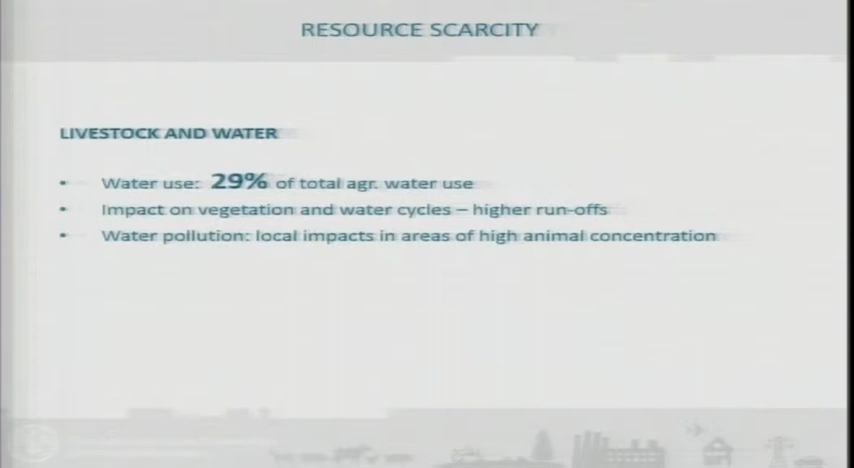 RESOURCE SCARCITY
LIVESTOCK AND WATER
• Water use: 29% of total agr. water use
• Impact on vegetation and water cycles – higher run-offs
• Water pollution: local impacts in areas of high animal concentration